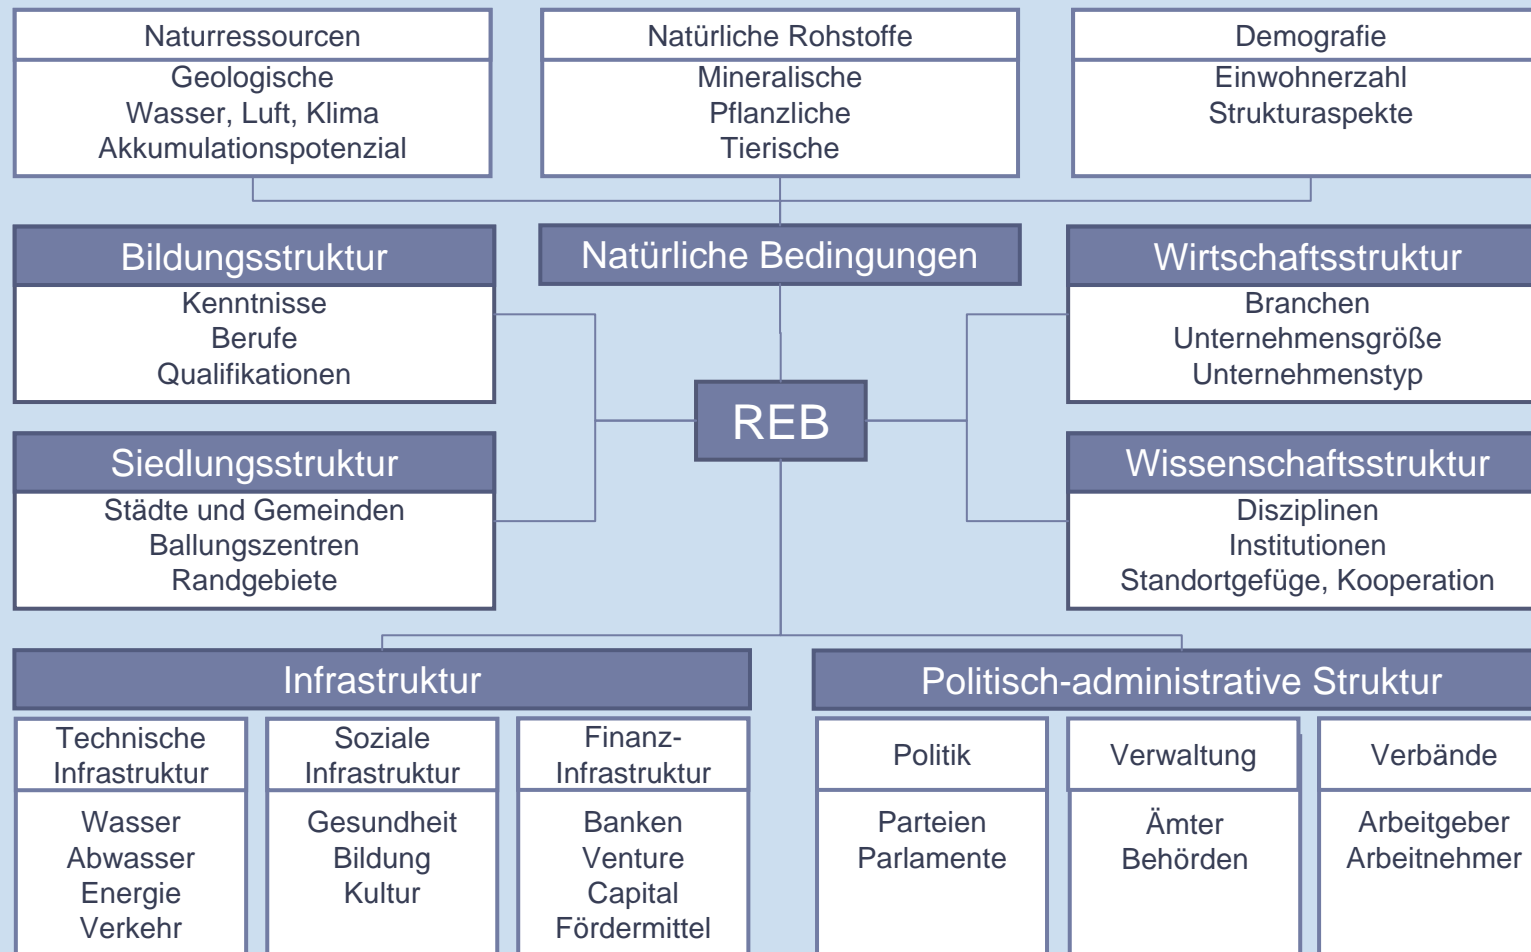 Naturressourcen
Geologische
Wasser, Luft, Klima
Akkumulationspotenzial
Natürliche Rohstoffe
Mineralische
Pflanzliche
Tierische
Demografie
Einwohnerzahl
Strukturaspekte
Bildungsstruktur
Kenntnisse
Berufe
Qualifikationen
Natürliche Bedingungen
Wirtschaftsstruktur
Branchen
Unternehmensgröße
Unternehmenstyp
REB
Siedlungsstruktur
Städte und Gemeinden
Ballungszentren
Randgebiete
Wissenschaftsstruktur
Disziplinen
Institutionen
Standortgefüge, Kooperation
Infrastruktur
Technische
Infrastruktur
Wasser
Abwasser
Energie
Verkehr
Soziale
Infrastruktur
Gesundheit
Bildung
Kultur
Finanz-
Infrastruktur
Banken
Venture
Capital
Fördermittel
Politisch-administrative Struktur
Politik
Parteien
Parlamente
Verwaltung
Ämter
Behörden
Verbände
Arbeitgeber
Arbeitnehmer